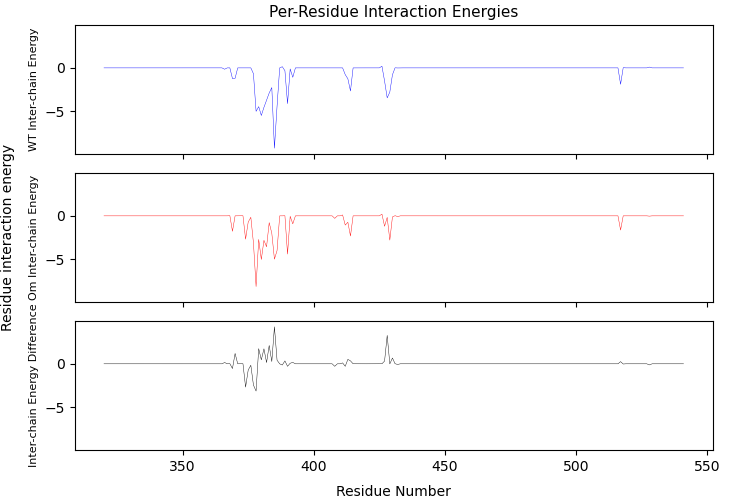 Per-Residue Interaction Energies
Residue interaction energy
WT Inter-chain Energy
0
−5
Om Inter-chain Energy
0
−5
Inter-chain Energy Difference
0
−5
350
400
450
500
550
Residue Number